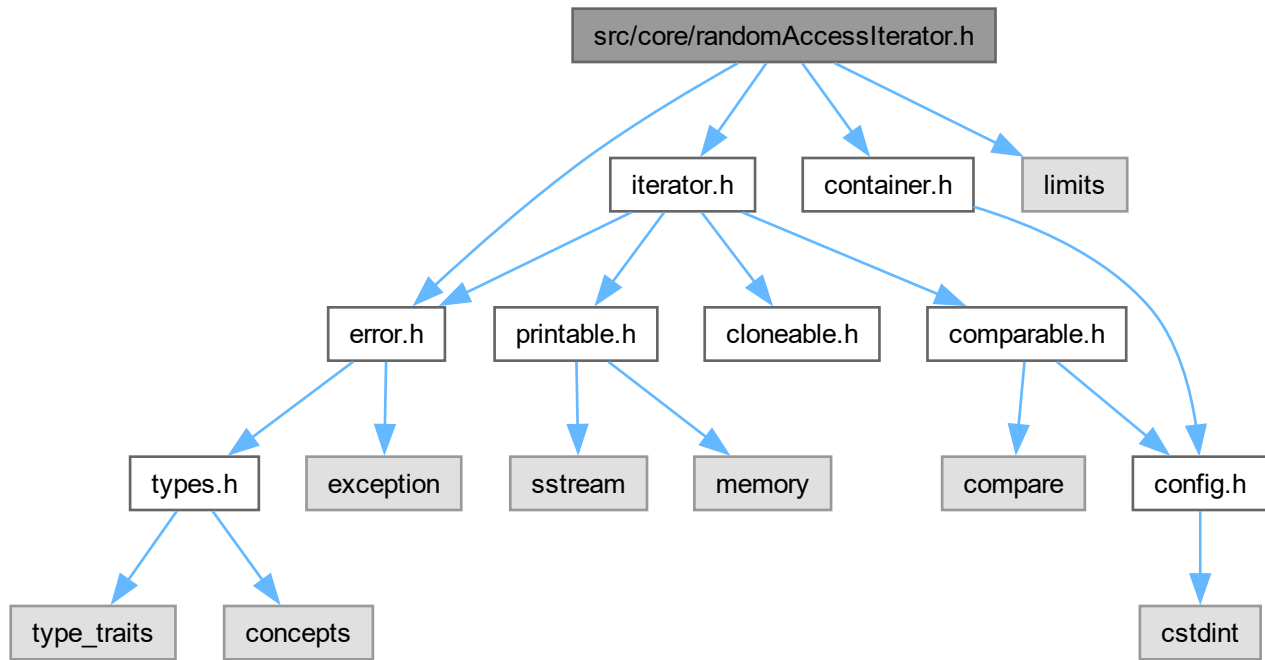 src/core/randomAccessIterator.h
iterator.h
container.h
limits
error.h
printable.h
cloneable.h
comparable.h
types.h
exception
sstream
memory
compare
config.h
type_traits
concepts
cstdint